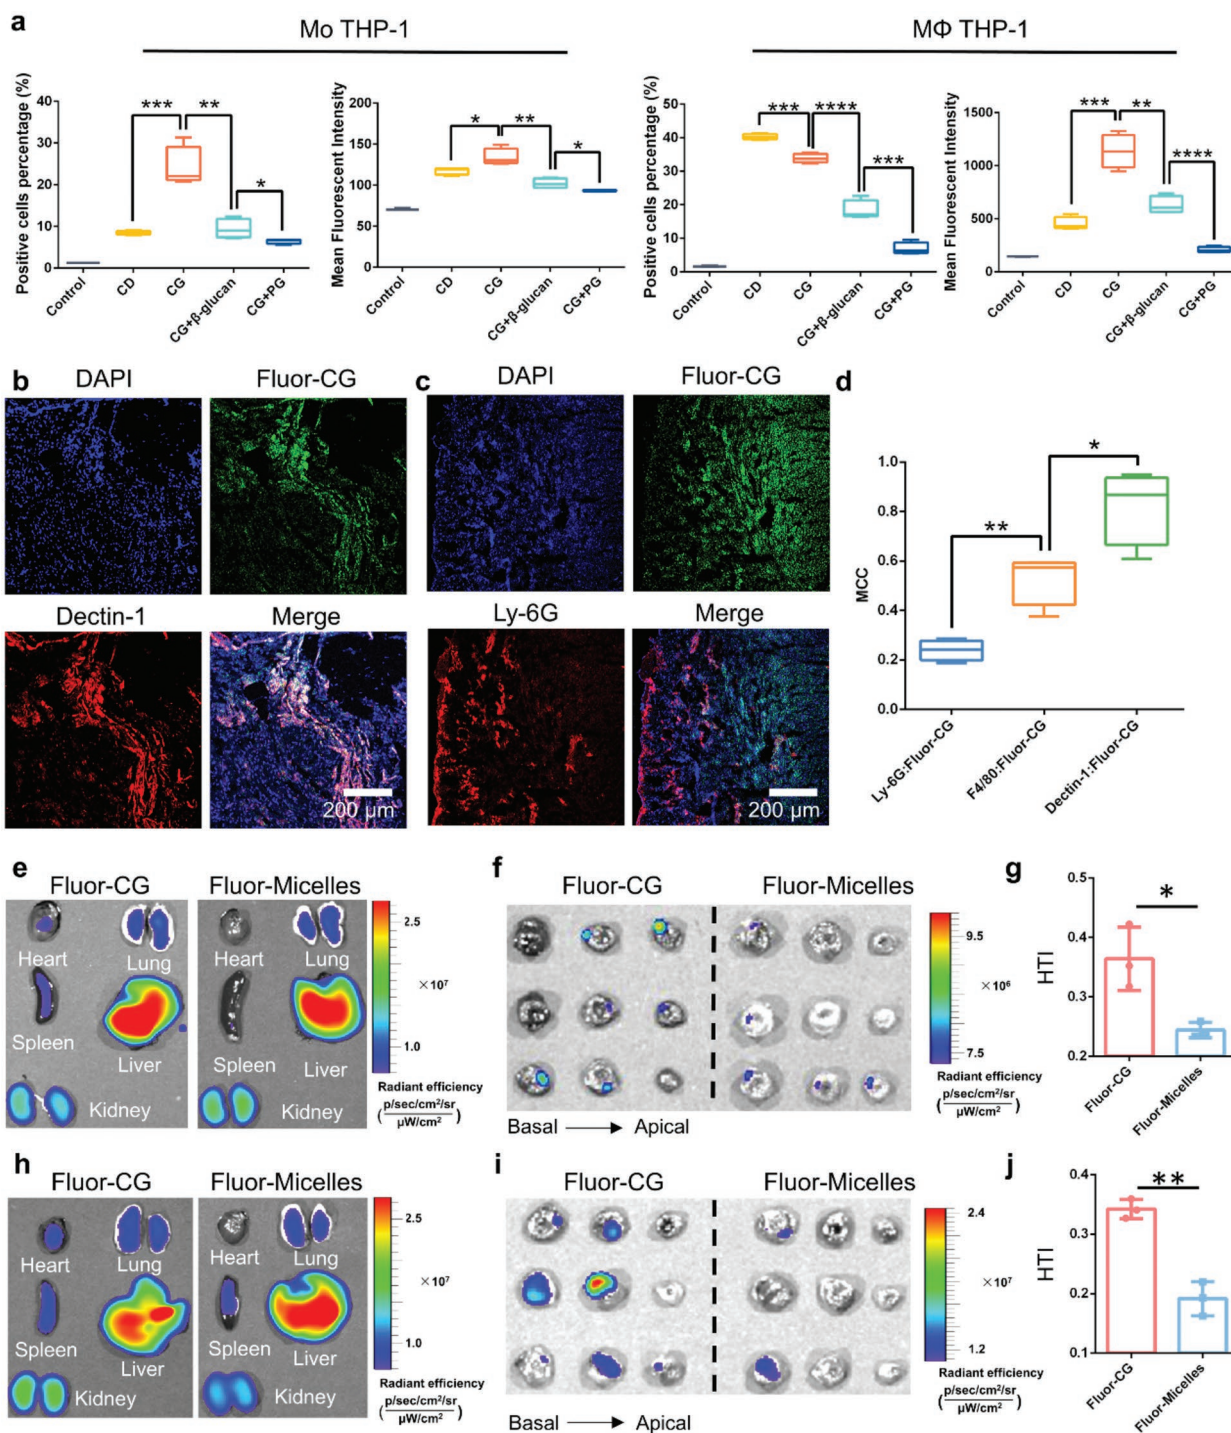 a
Mo THP-1
MΦ THP-1
Positive cells percentage (%)
40
30
20
10
0
Control
CD
CG
CG+β-glucan
CG+PG
***
**
*
Mean Fluorescent Intensity
200
150
100
50
0
Control
CD
CG
CG+β-glucan
CG+PG
*
**
*
Positive cells percentage (%)
50
40
30
20
10
0
Control
CD
CG
CG+β-glucan
CG+PG
***
****
***
Mean Fluorescent Intensity
1500
1000
500
0
Control
CD
CG
CG+β-glucan
CG+PG
***
**
****
b
DAPI
Fluor-CG
Dectin-1
Merge
200 μm
c
DAPI
Fluor-CG
Ly-6G
Merge
200 μm
d
MCC
1.0
0.8
0.6
0.4
0.2
0.0
**
*
Ly-6G:Fluor-CG
F4/80:Fluor-CG
Dectin-1:Fluor-CG
e
Fluor-CG
Fluor-Micelles
Heart
Lung
Spleen
Liver
Kidney
Heart
Lung
Spleen
Liver
Kidney
2.5
×10⁷
1.0
Radiant efficiency
(p/sec/cm²/sr
μW/cm²)
f
Fluor-CG
Fluor-Micelles
Basal
Apical
9.5
×10⁶
7.5
Radiant efficiency
(p/sec/cm²/sr
μW/cm²)
g
HTI
0.5
0.4
0.3
0.2
*
Fluor-CG
Fluor-Micelles
h
Fluor-CG
Fluor-Micelles
Heart
Lung
Spleen
Liver
Kidney
Heart
Lung
Spleen
Liver
Kidney
2.5
×10⁷
1.0
Radiant efficiency
(p/sec/cm²/sr
μW/cm²)
i
Fluor-CG
Fluor-Micelles
Basal
Apical
2.4
×10⁷
1.2
Radiant efficiency
(p/sec/cm²/sr
μW/cm²)
j
HTI
0.4
0.3
0.2
0.1
**
Fluor-CG
Fluor-Micelles